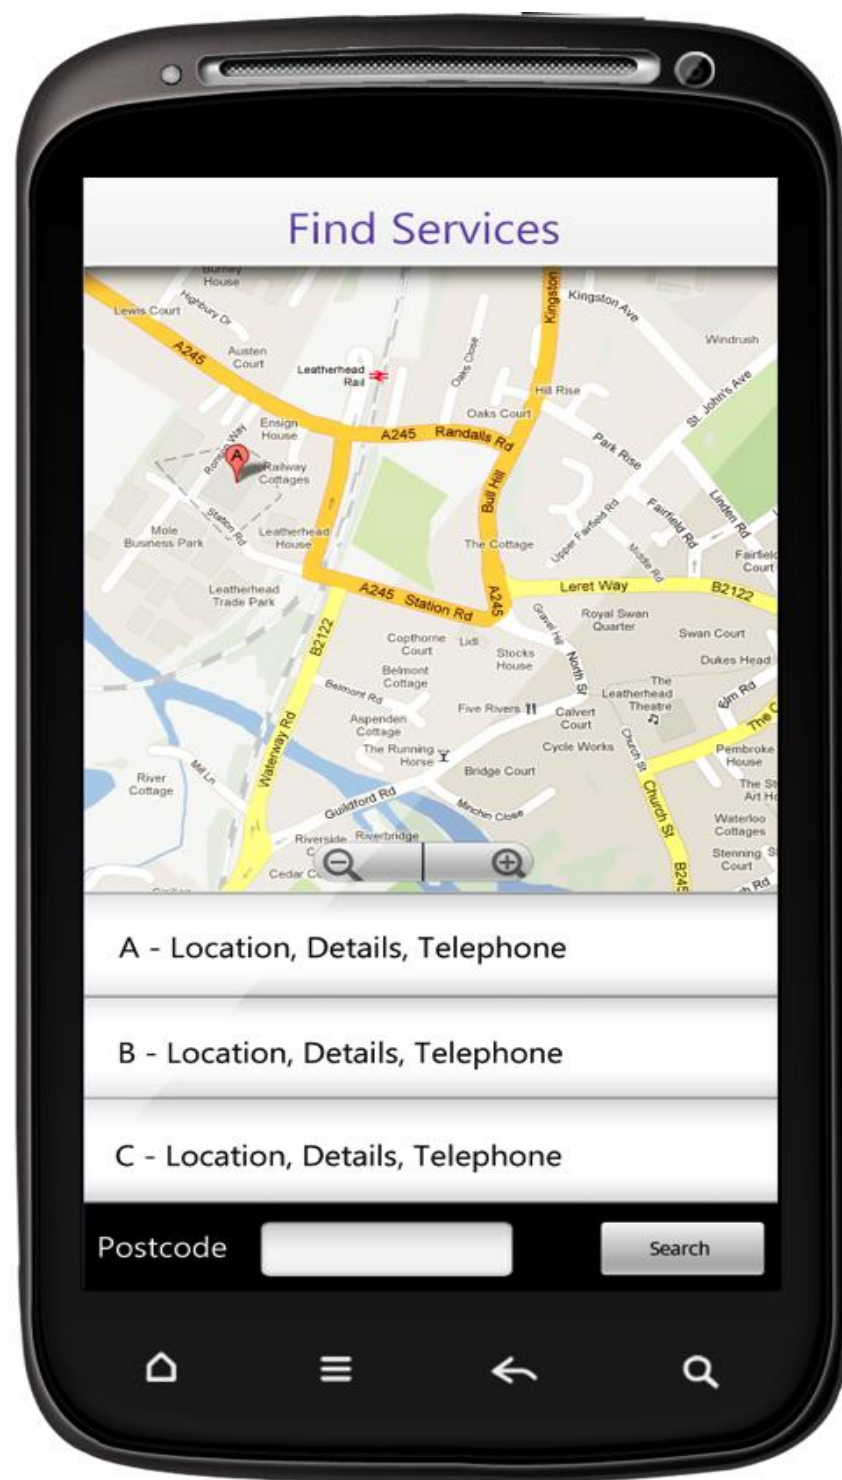 Find Services
Burney
House
Highbury Dr
Lewis Court
Kingston
Kingston Ave
Windrush
A245
Austen
Court
Leatherhead
Rail
Oaks Close
Hill Rise
St. John's Ave
Oaks Court
Ensign
House
A245 Randalls Rd
Park Rise
A
Railway
Cottages
Bull Hill
Linden Rd
Fairfield Rd
Upper Fairfield Rd
Station Rd
Mole
Business Park
Leatherhead
House
The Cottage
Middle Rd
Court
Leatherhead
Trade Park
A245 Station Rd
A245
Leret Way
B2122
Gravel Hill
Royal Swan
Quarter
B2122
Copthorne
Court
Lidl
Stocks
House
North St
Swan Court
Dukes Head
Belmont
Cottage
Belmont Rd
The
Leatherhead
Theatre
Elm Rd
Five Rivers
Calvert
Court
Aspenden
Cottage
Waterway Rd
The Running
Horse
Cycle Works
Church St
Pembroke
House
River
Cottage
Mill Ln
Bridge Court
Guildford Rd
Minchin Close
Church St
Waterloo
Cottages
Riverside
Riverbridge
Stenning
Court
B245
A - Location, Details, Telephone
B - Location, Details, Telephone
C - Location, Details, Telephone
Postcode
Search